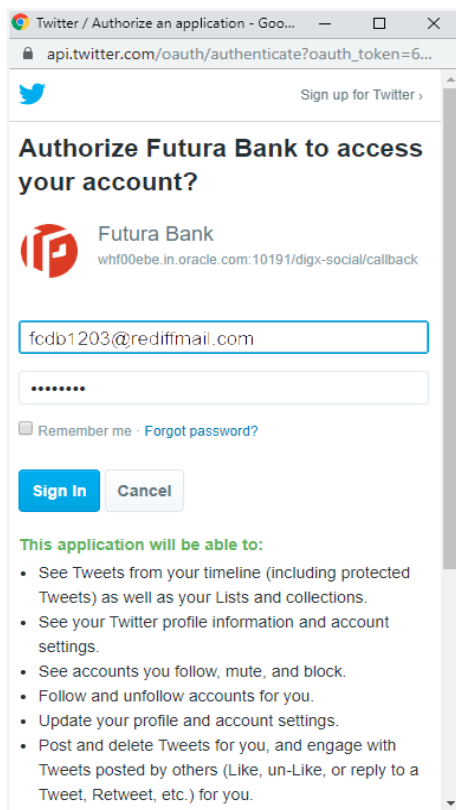 Twitter / Authorize an application - Goo...
api.twitter.com/oauth/authenticate?oauth_token=6...
Sign up for Twitter ›
Authorize Futura Bank to access
your account?
Futura Bank
whf00ebe.in.oracle.com:10191/digx-social/callback
fcdb1203@rediffmail.com
••••••••
Remember me · Forgot password?
Sign In Cancel
This application will be able to:
• See Tweets from your timeline (including protected
Tweets) as well as your Lists and collections.
• See your Twitter profile information and account
settings.
• See accounts you follow, mute, and block.
• Follow and unfollow accounts for you.
• Update your profile and account settings.
• Post and delete Tweets for you, and engage with
Tweets posted by others (Like, un-Like, or reply to a
Tweet, Retweet, etc.) for you.